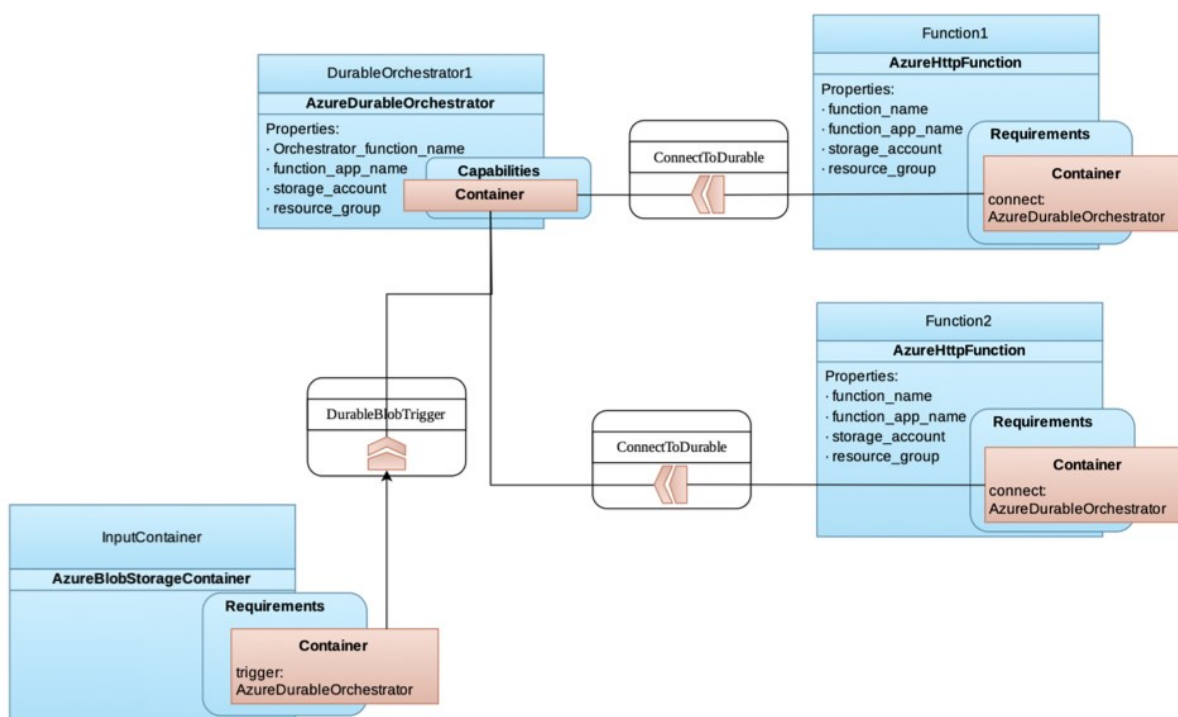 DurableOrchestrator1
AzureDurableOrchestrator
Properties:
· Orchestrator_function_name
· function_app_name
· storage_account
· resource_group
Capabilities
Container
ConnectToDurable
Function1
AzureHttpFunction
Properties:
· function_name
· function_app_name
· storage_account
· resource_group
Requirements
Container
connect:
AzureDurableOrchestrator
Function2
AzureHttpFunction
Properties:
· function_name
· function_app_name
· storage_account
· resource_group
Requirements
Container
connect:
AzureDurableOrchestrator
DurableBlobTrigger
ConnectToDurable
InputContainer
AzureBlobStorageContainer
Requirements
Container
trigger:
AzureDurableOrchestrator